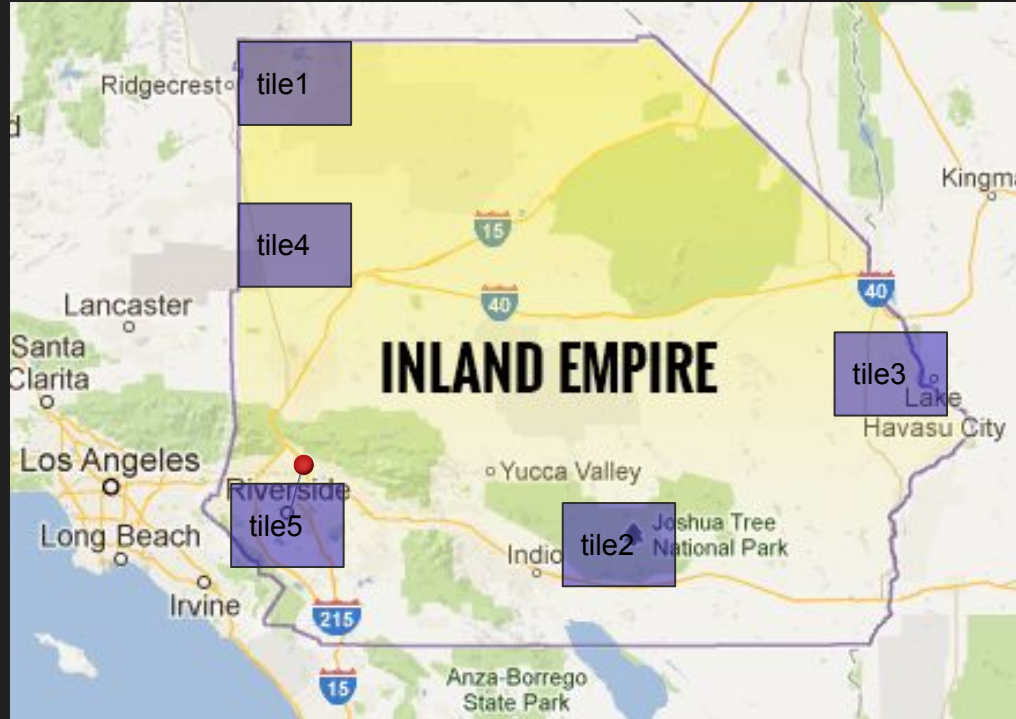 Ridgecrest
tile1
d
Kingma
15
tile4
40
40
Lancaster
Santa
Clarita
INLAND EMPIRE
tile3
Lake
Havasu City
Los Angeles
Yucca Valley
Riverside
tile5
Long Beach
Joshua Tree
National Park
tile2
Indio
Irvine
215
15
Anza-Borrego
State Park